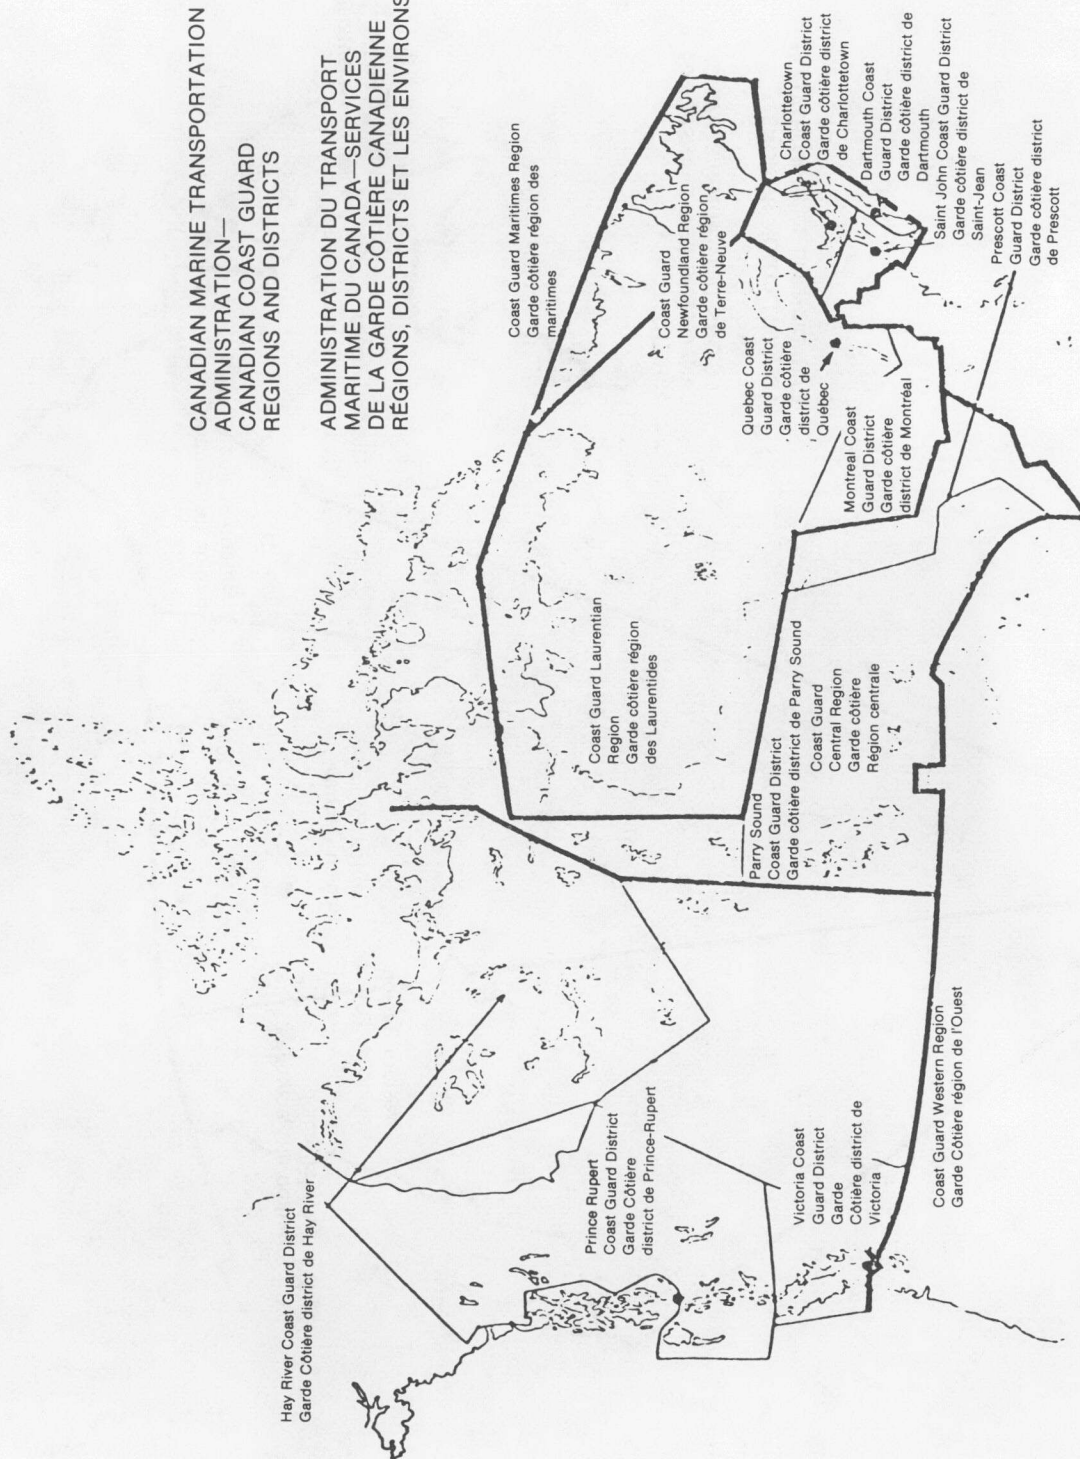 CANADIAN MARINE TRANSPORTATION
ADMINISTRATION—
CANADIAN COAST GUARD
REGIONS AND DISTRICTS
ADMINISTRATION DU TRANSPORT
MARITIME DU CANADA—SERVICES
DE LA GARDE CÔTIÈRE CANADIENNE
RÉGIONS, DISTRICTS ET LES ENVIRONS
Hay River Coast Guard District
Garde Côtière district de Hay River
Prince Rupert
Coast Guard District
Garde Côtière
district de Prince-Rupert
Victoria Coast
Guard District
Garde
Côtière district de
Victoria
Coast Guard Western Region
Garde Côtière région de l'Ouest
Parry Sound
Coast Guard District
Garde côtière district de Parry Sound
Coast Guard
Central Region
Garde côtière
Région centrale
Coast Guard Laurentian
Region
Garde côtière région
des Laurentides
Coast Guard Maritimes Region
Garde côtière région des
maritimes
Coast Guard
Newfoundland Region
Garde côtière région
de Terre-Neuve
Quebec Coast
Guard District
Garde côtière
district de
Québec
Montreal Coast
Guard District
Garde côtière
district de Montréal
Charlottetown
Coast Guard District
Garde côtière district
de Charlottetown
Dartmouth Coast
Guard District
Garde côtière district de
Dartmouth
Saint John Coast Guard District
Garde côtière district de
Saint-Jean
Prescott Coast
Guard District
Garde côtière district
de Prescott